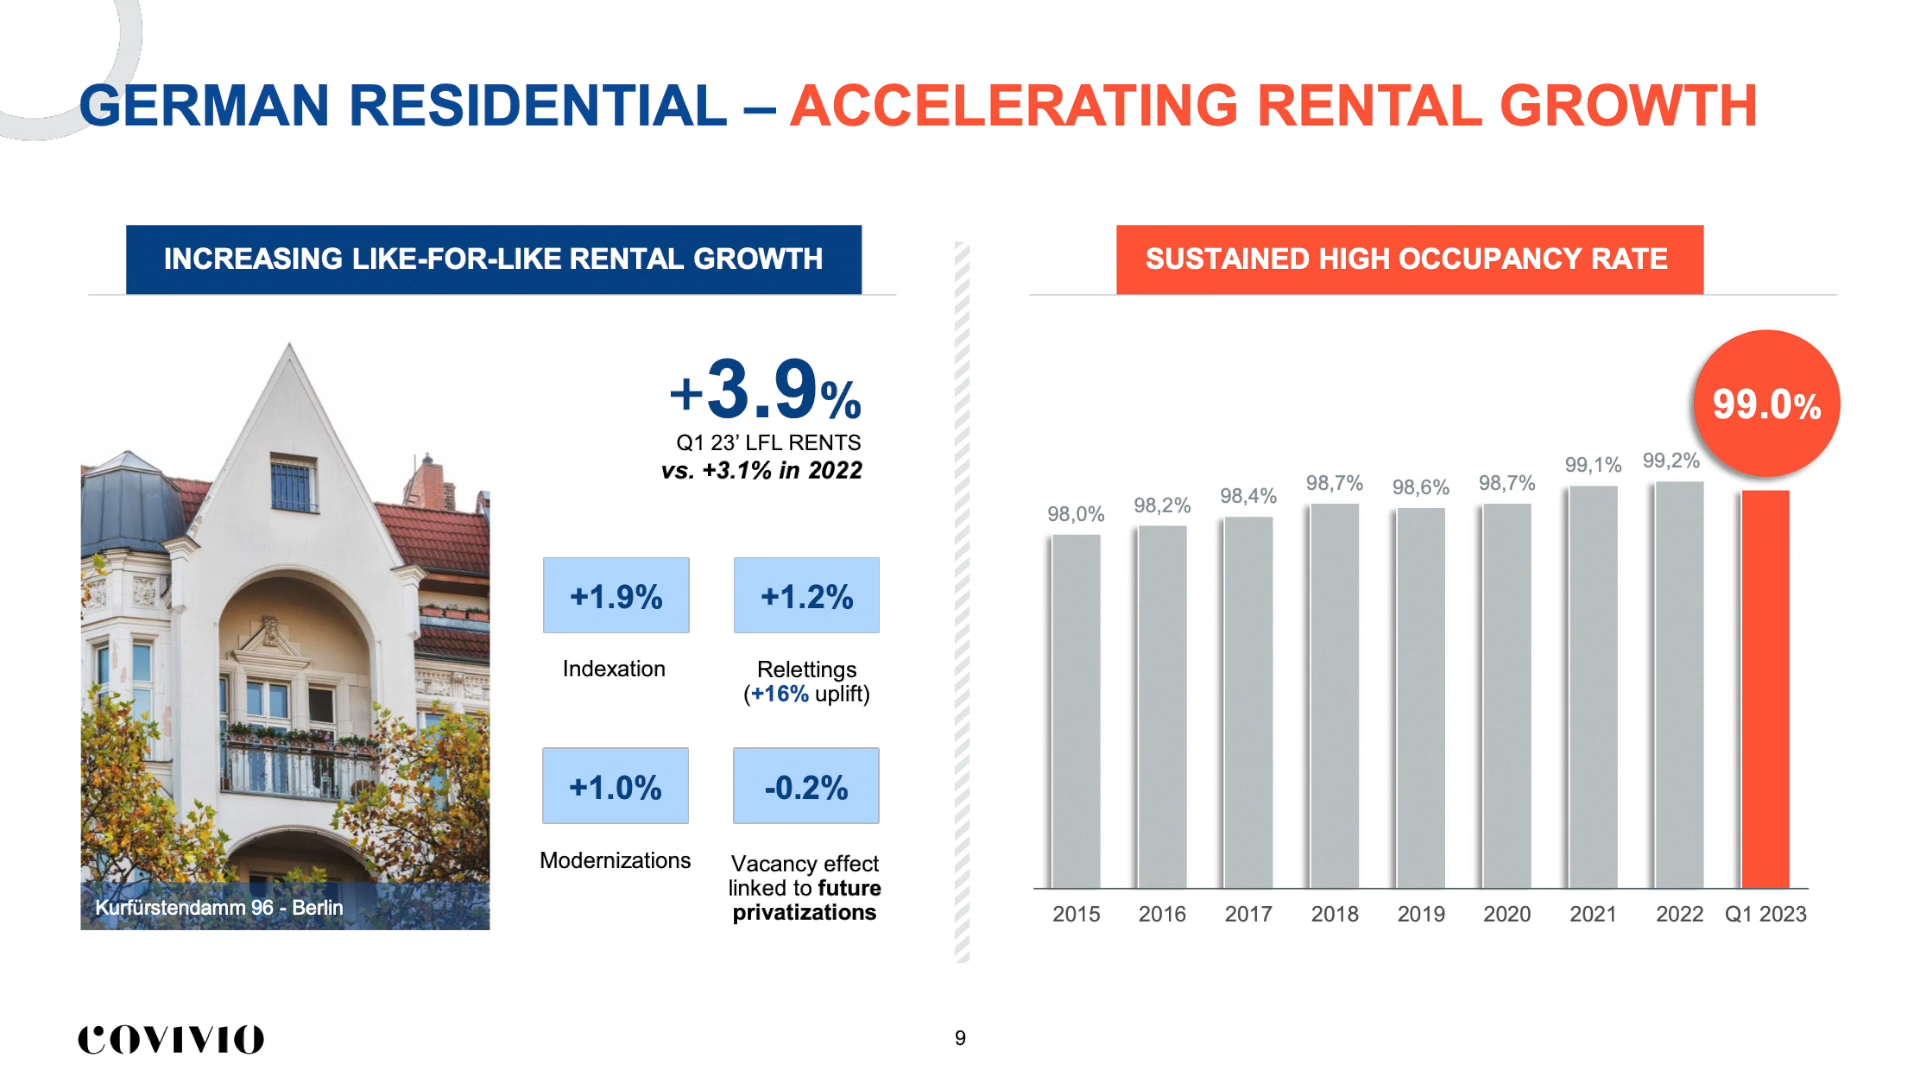 GERMAN RESIDENTIAL – ACCELERATING RENTAL GROWTH
INCREASING LIKE-FOR-LIKE RENTAL GROWTH
+3.9%
Q1 23’ LFL RENTS
vs. +3.1% in 2022
+1.9%
Indexation
+1.2%
Relettings
(+16% uplift)
+1.0%
Modernizations
-0.2%
Vacancy effect
linked to future
privatizations
Kurfürstendamm 96 - Berlin
SUSTAINED HIGH OCCUPANCY RATE
98,0%
98,2%
98,4%
98,7%
98,6%
98,7%
99,1%
99,2%
99.0%
2015
2016
2017
2018
2019
2020
2021
2022
Q1 2023
COVIVIO
9